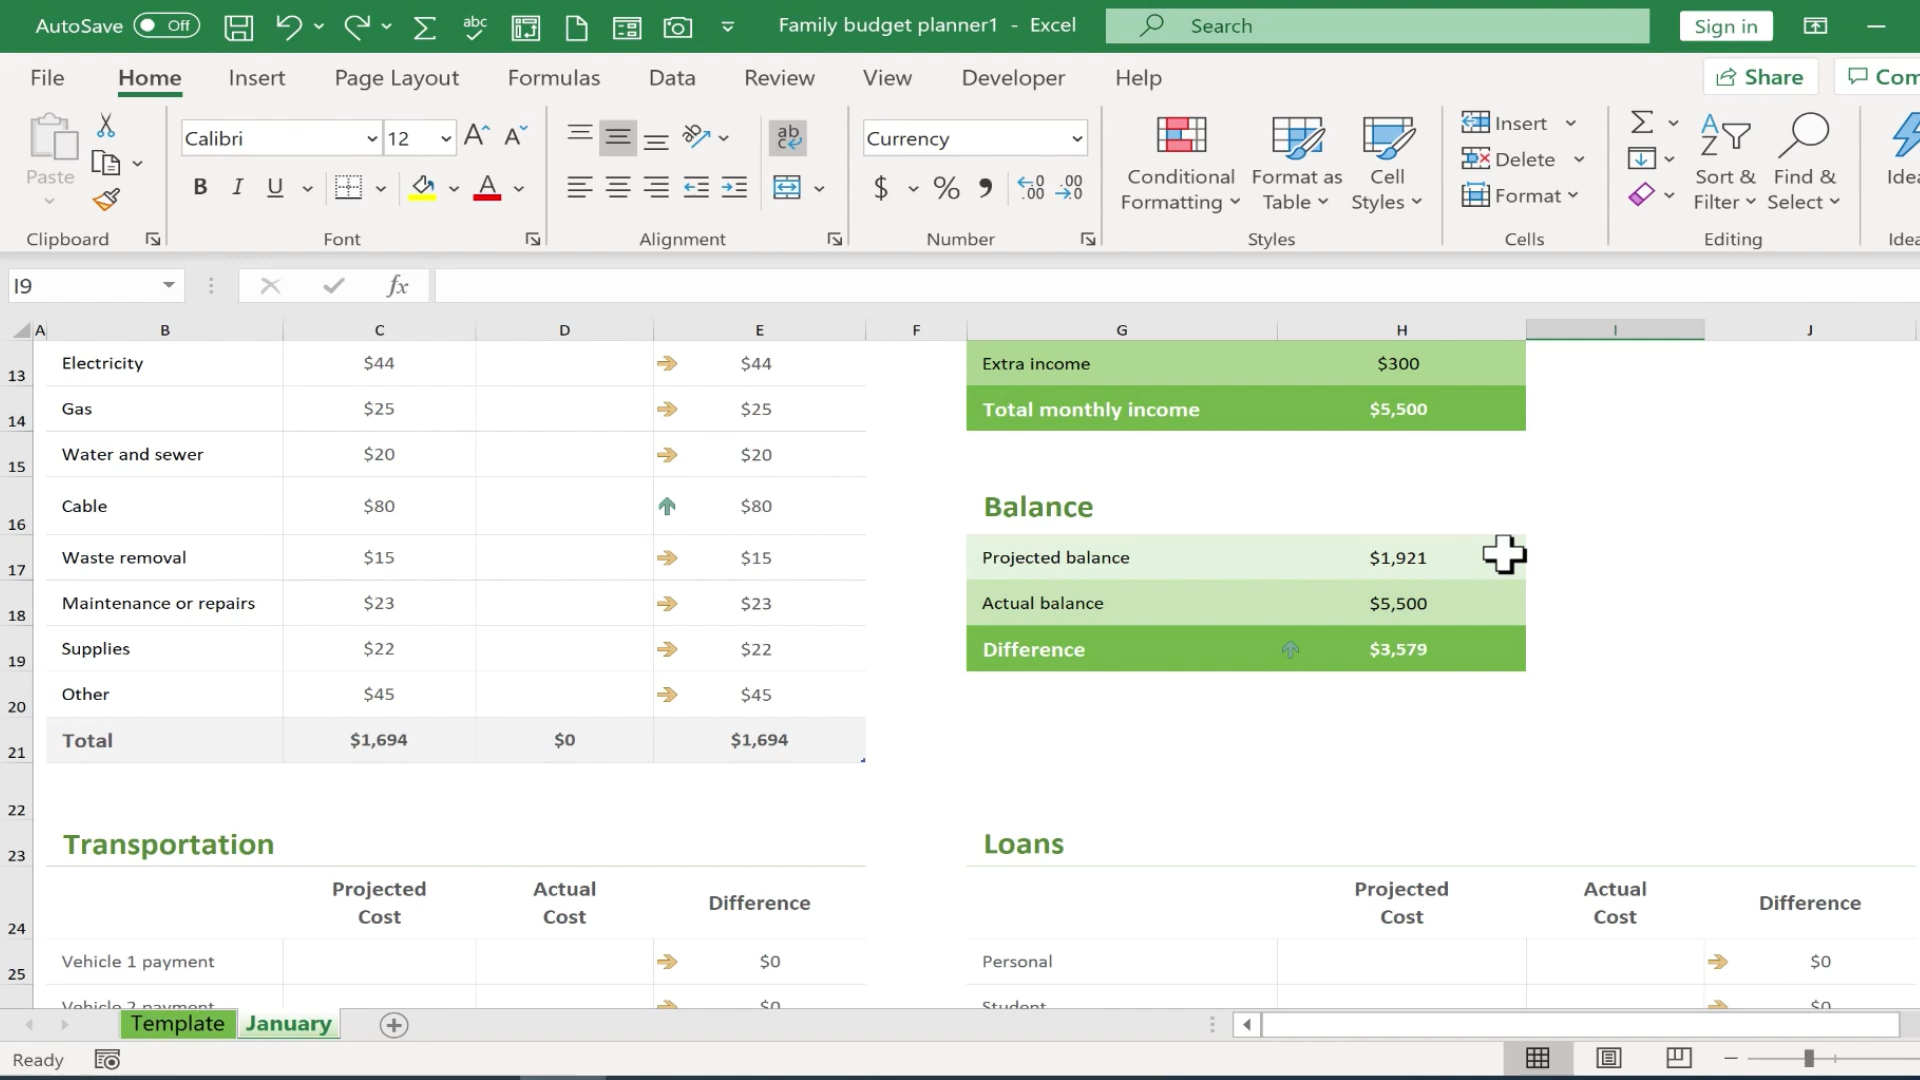 AutoSave Off Family budget planner1 - Excel Search Sign in
File Home Insert Page Layout Formulas Data Review View Developer Help Share
Paste Calibri 12 Currency
Conditional Formatting Format as Table Cell Styles
Insert Delete Format
Sort & Filter Find & Select
Clipboard Font Alignment Number Styles Cells Editing
I9 fx
A B C D E F G H I J
13 Electricity $44 $44 Extra income $300
14 Gas $25 $25 Total monthly income $5,500
15 Water and sewer $20 $20
16 Cable $80 $80 Balance
17 Waste removal $15 $15 Projected balance $1,921
18 Maintenance or repairs $23 $23 Actual balance $5,500
19 Supplies $22 $22 Difference $3,579
20 Other $45 $45
21 Total $1,694 $0 $1,694
22
23 Transportation Loans
24 Projected Cost Actual Cost Difference Projected Cost Actual Cost Difference
25 Vehicle 1 payment $0 Personal $0
Vehicle 2 payment $0 Student $0
Template January
Ready